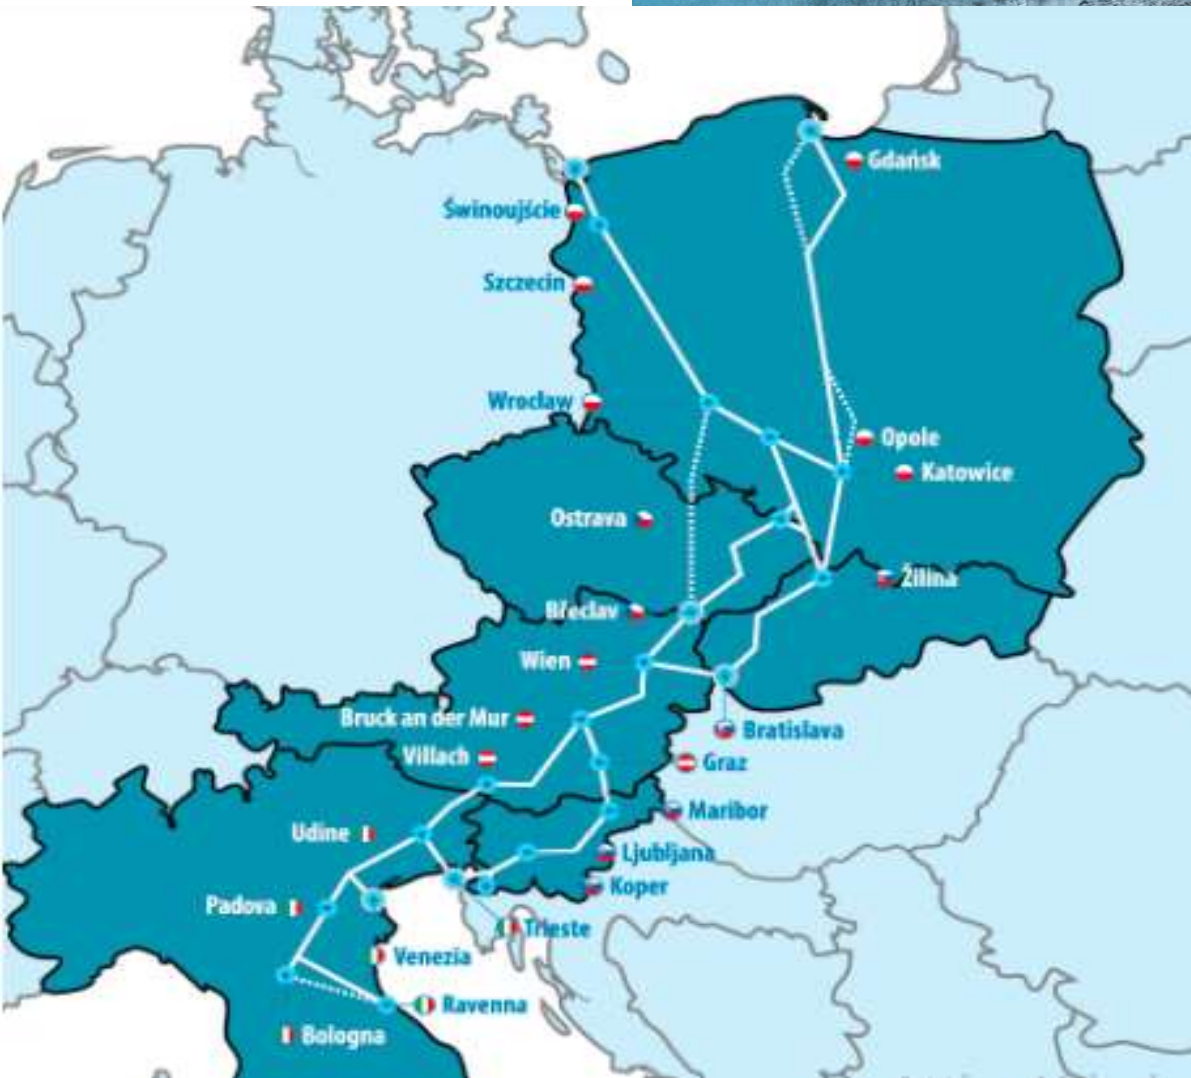 Gdańsk
Świnoujście
Szczecin
Wrocław
Opole
Katowice
Ostrava
Žilina
Břeclav
Wien
Bruck an der Mur
Bratislava
Villach
Graz
Maribor
Udine
Ljubljana
Koper
Padova
Trieste
Venezia
Ravenna
Bologna